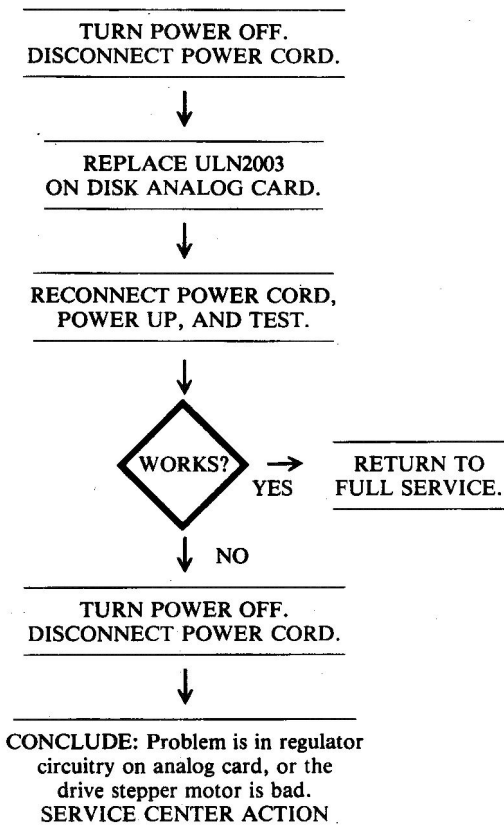 TURN POWER OFF.
DISCONNECT POWER CORD.
REPLACE ULN2003
ON DISK ANALOG CARD.
RECONNECT POWER CORD,
POWER UP, AND TEST.
WORKS?
YES
RETURN TO
FULL SERVICE.
NO
TURN POWER OFF.
DISCONNECT POWER CORD.
CONCLUDE: Problem is in regulator
circuitry on analog card, or the
drive stepper motor is bad.
SERVICE CENTER ACTION